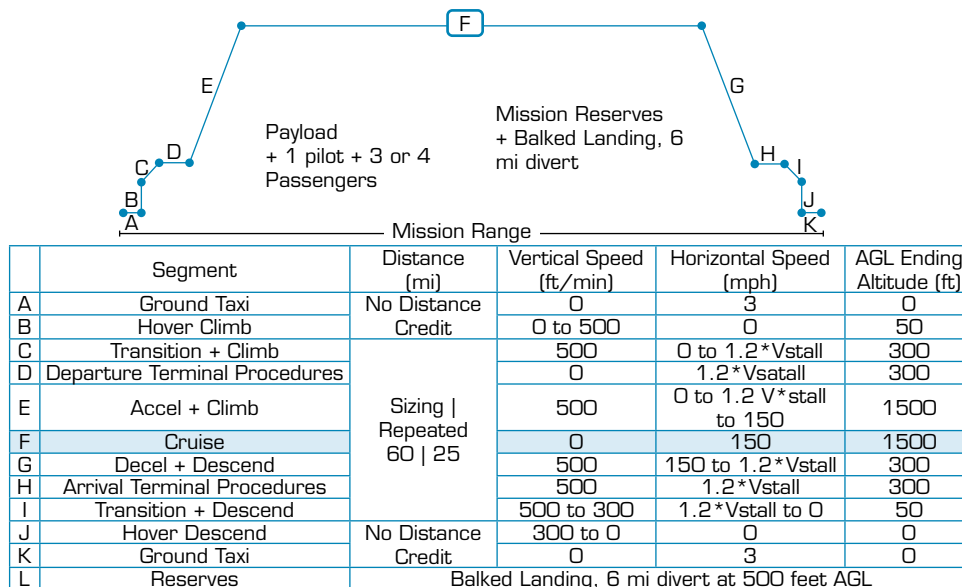 F
E
G
Payload
+ 1 pilot + 3 or 4
Passengers
Mission Reserves
+ Balked Landing, 6
mi divert
C
D
H
I
B
J
A
K
Mission Range
Segment
Distance
(mi)
Vertical Speed
(ft/min)
Horizontal Speed
(mph)
AGL Ending
Altitude (ft)
A Ground Taxi No Distance 0 3 0
B Hover Climb Credit 0 to 500 0 50
C Transition + Climb 500 0 to 1.2*Vstall 300
D Departure Terminal Procedures 0 1.2*Vsatall 300
E Accel + Climb 500 0 to 1.2 V*stall
to 150
1500
Sizing |
Repeated
60 | 25
F Cruise 0 150 1500
G Decel + Descend 500 150 to 1.2*Vstall 300
H Arrival Terminal Procedures 500 1.2*Vstall 300
I Transition + Descend 500 to 300 1.2*Vstall to 0 50
J Hover Descend No Distance 300 to 0 0 0
K Ground Taxi Credit 0 3 0
L Reserves Balked Landing, 6 mi divert at 500 feet AGL